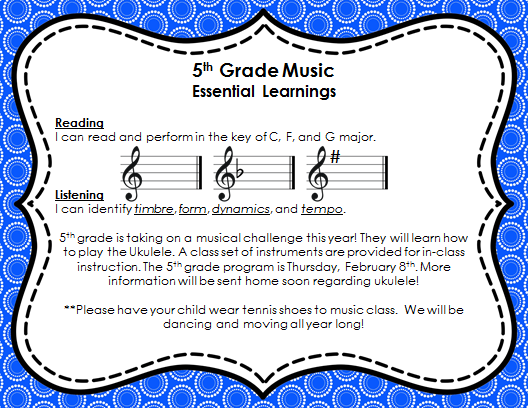 5th Grade Music
Essential Learnings
Reading
I can read and perform in the key of C, F, and G major.
Listening
I can identify timbre, form, dynamics, and tempo.
5th grade is taking on a musical challenge this year! They will learn how
to play the Ukulele. A class set of instruments are provided for in-class
instruction. The 5th grade program is Thursday, February 8th. More
information will be sent home soon regarding ukulele!
**Please have your child wear tennis shoes to music class. We will be
dancing and moving all year long!